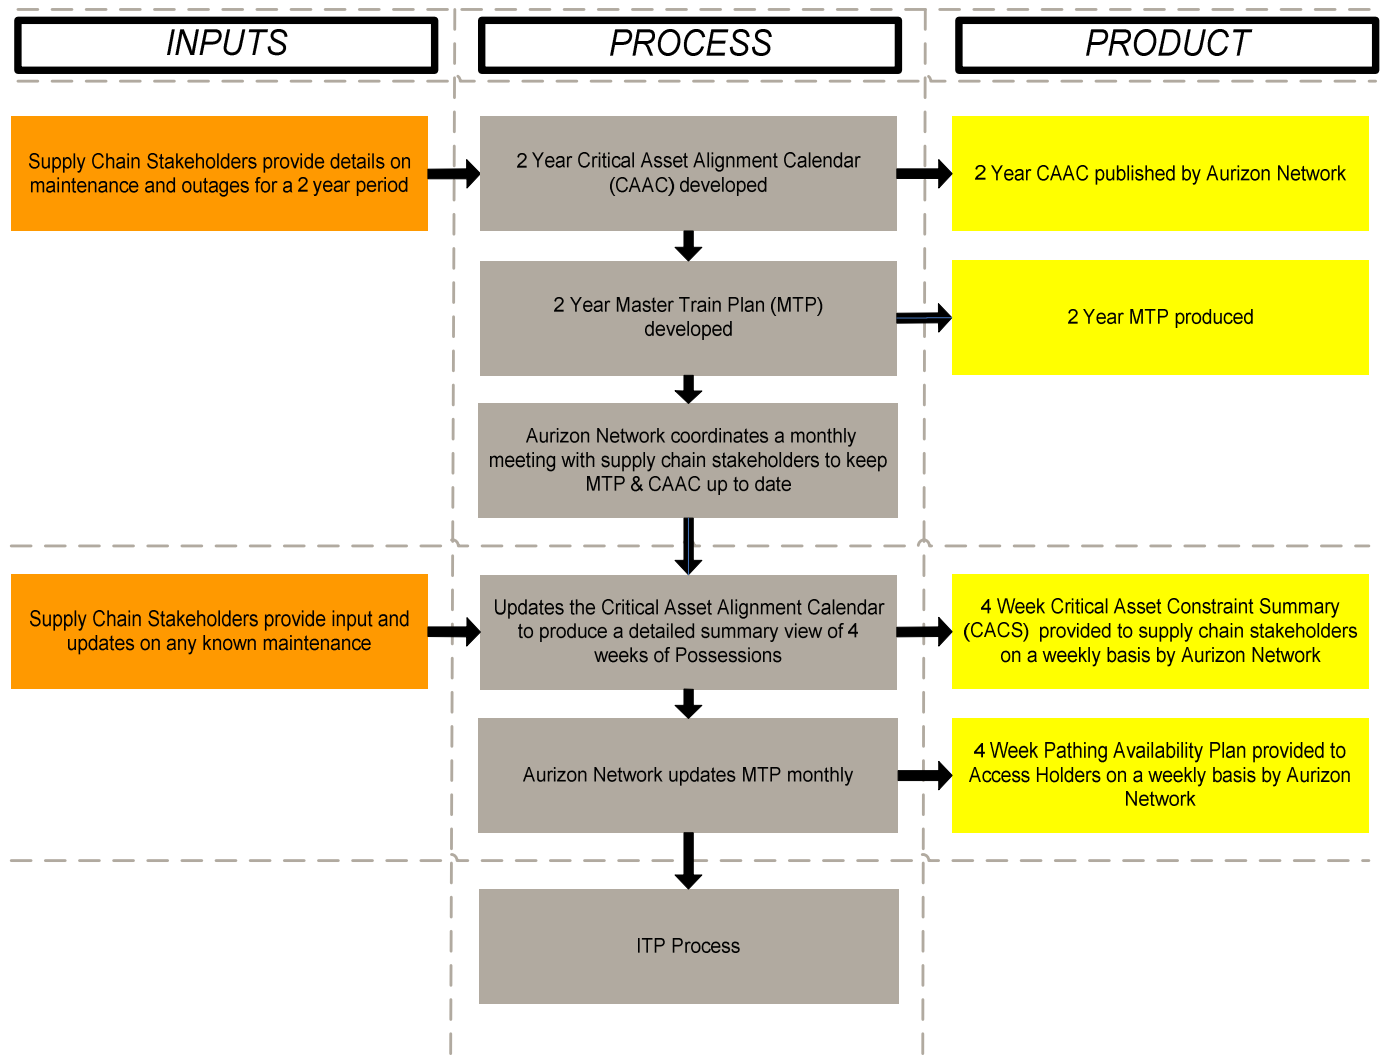 INPUTS
PROCESS
PRODUCT
Supply Chain Stakeholders provide details on
maintenance and outages for a 2 year period
2 Year Critical Asset Alignment Calendar
(CAAC) developed
2 Year CAAC published by Aurizon Network
2 Year Master Train Plan (MTP)
developed
2 Year MTP produced
Aurizon Network coordinates a monthly
meeting with supply chain stakeholders to keep
MTP & CAAC up to date
Supply Chain Stakeholders provide input and
updates on any known maintenance
Updates the Critical Asset Alignment Calendar
to produce a detailed summary view of 4
weeks of Possessions
4 Week Critical Asset Constraint Summary
(CACS) provided to supply chain stakeholders
on a weekly basis by Aurizon Network
Aurizon Network updates MTP monthly
4 Week Pathing Availability Plan provided to
Access Holders on a weekly basis by Aurizon
Network
ITP Process